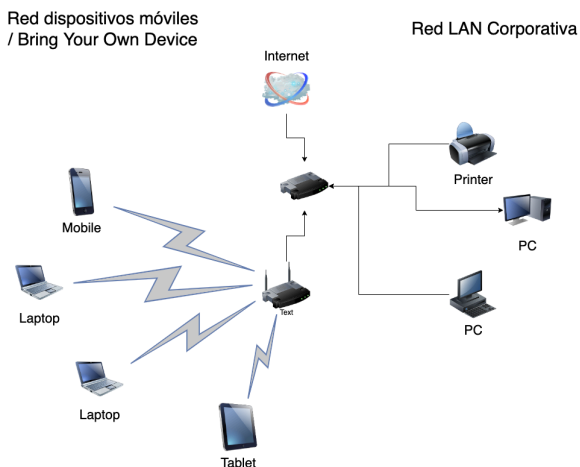 Red dispositivos móviles
/ Bring Your Own Device
Red LAN Corporativa
Internet
Printer
Mobile
PC
Laptop
Text
PC
Laptop
Tablet